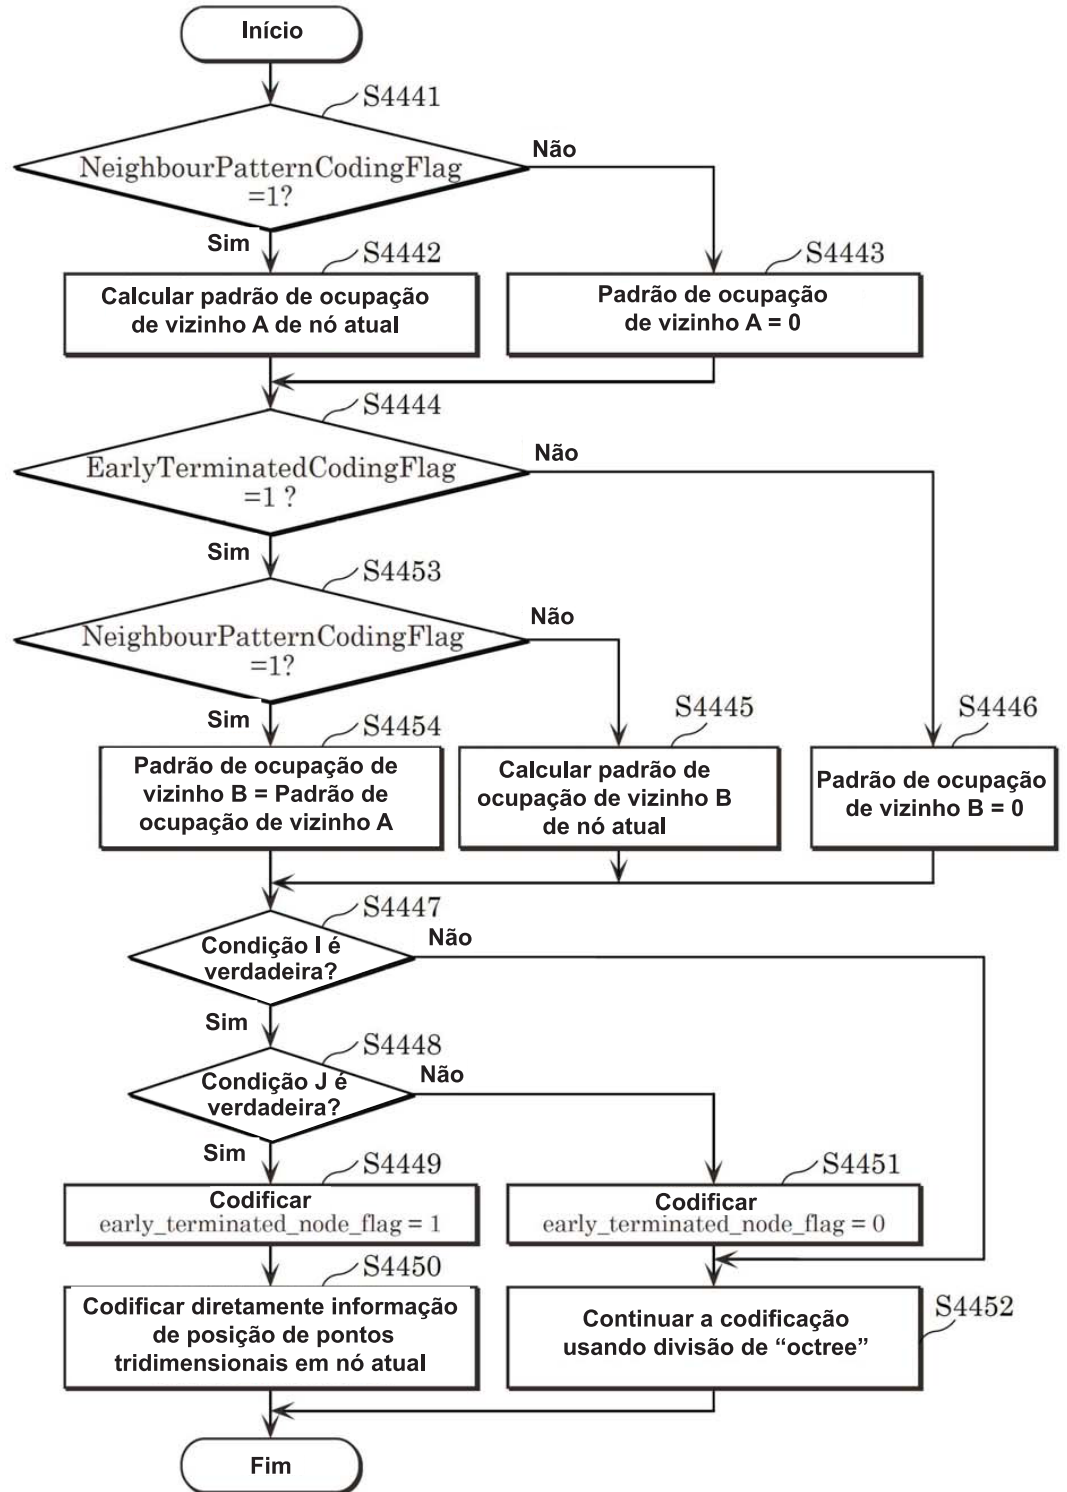 Início
S4441
NeighbourPatternCodingFlag
=1?
Não
Sim
S4442
Calcular padrão de ocupação
de vizinho A de nó atual
S4443
Padrão de ocupação
de vizinho A = 0
S4444
EarlyTerminatedCodingFlag
=1 ?
Não
Sim
S4453
NeighbourPatternCodingFlag
=1?
Não
Sim
S4454
Padrão de ocupação de
vizinho B = Padrão de
ocupação de vizinho A
S4445
Calcular padrão de
ocupação de vizinho B
de nó atual
S4446
Padrão de ocupação
de vizinho B = 0
S4447
Condição I é
verdadeira?
Não
Sim
S4448
Condição J é
verdadeira?
Não
Sim
S4449
Codificar
early_terminated_node_flag = 1
S4451
Codificar
early_terminated_node_flag = 0
S4450
Codificar diretamente informação
de posição de pontos
tridimensionais em nó atual
S4452
Continuar a codificação
usando divisão de “octree”
Fim